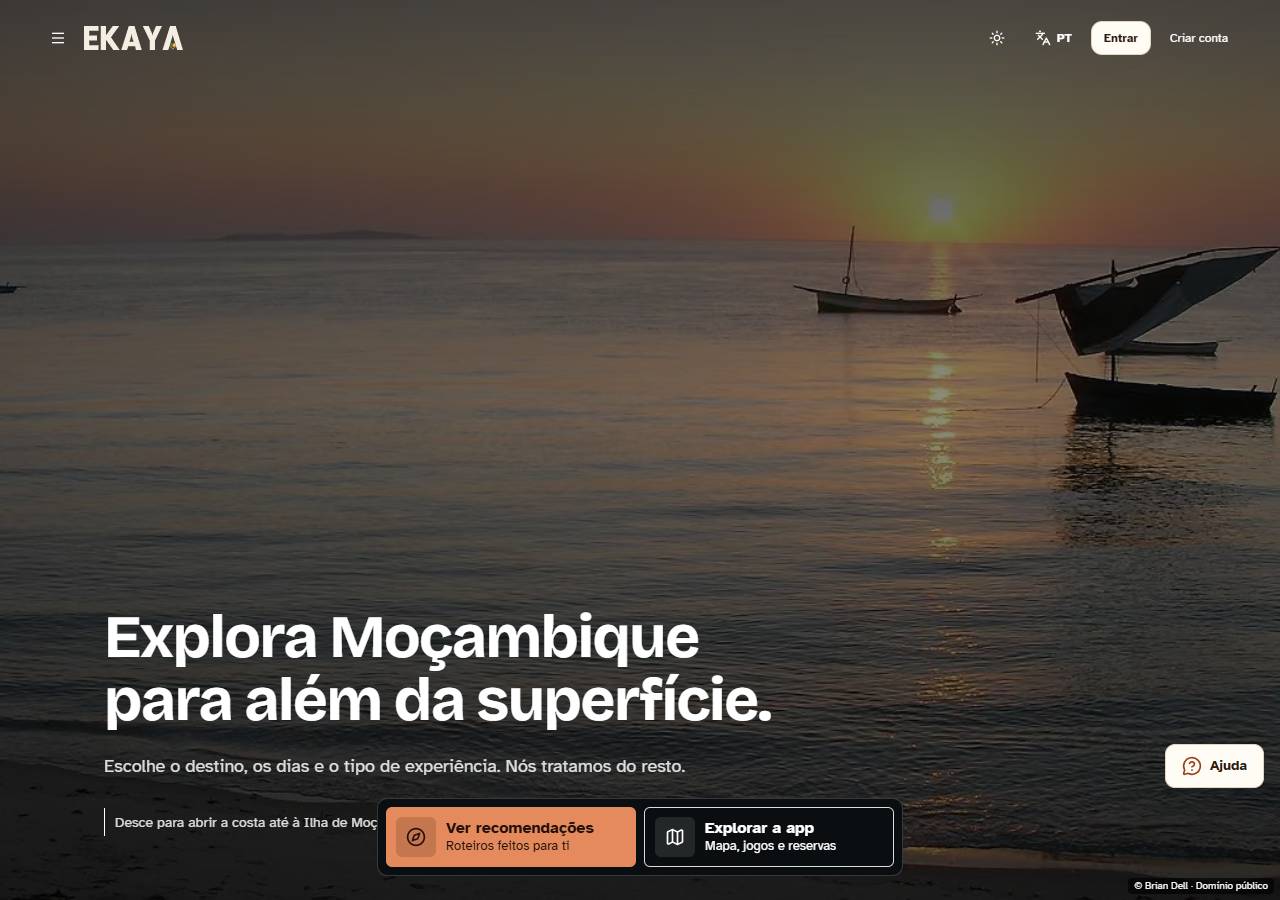 EKAYA
PT
Entrar
Criar conta
Explora Moçambique
para além da superfície.
Escolhe o destino, os dias e o tipo de experiência. Nós tratamos do resto.
Desce para abrir a costa até à Ilha de Moç
Ver recomendações
Roteiros feitos para ti
Explorar a app
Mapa, jogos e reservas
Ajuda
© Brian Dell · Domínio público